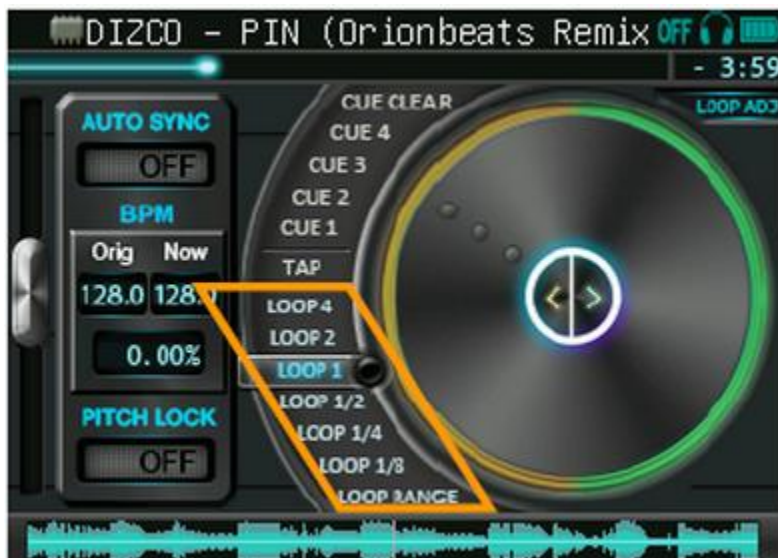 DIZCO - PIN (Orionbeats Remix OFF
- 3:59
LOOP ADJ
AUTO SYNC
OFF
BPM
Orig Now
128.0 128.0
0.00%
PITCH LOCK
OFF
CUE CLEAR
CUE 4
CUE 3
CUE 2
CUE 1
TAP
LOOP 4
LOOP 2
LOOP 1
LOOP 1/2
LOOP 1/4
LOOP 1/8
LOOP RANGE